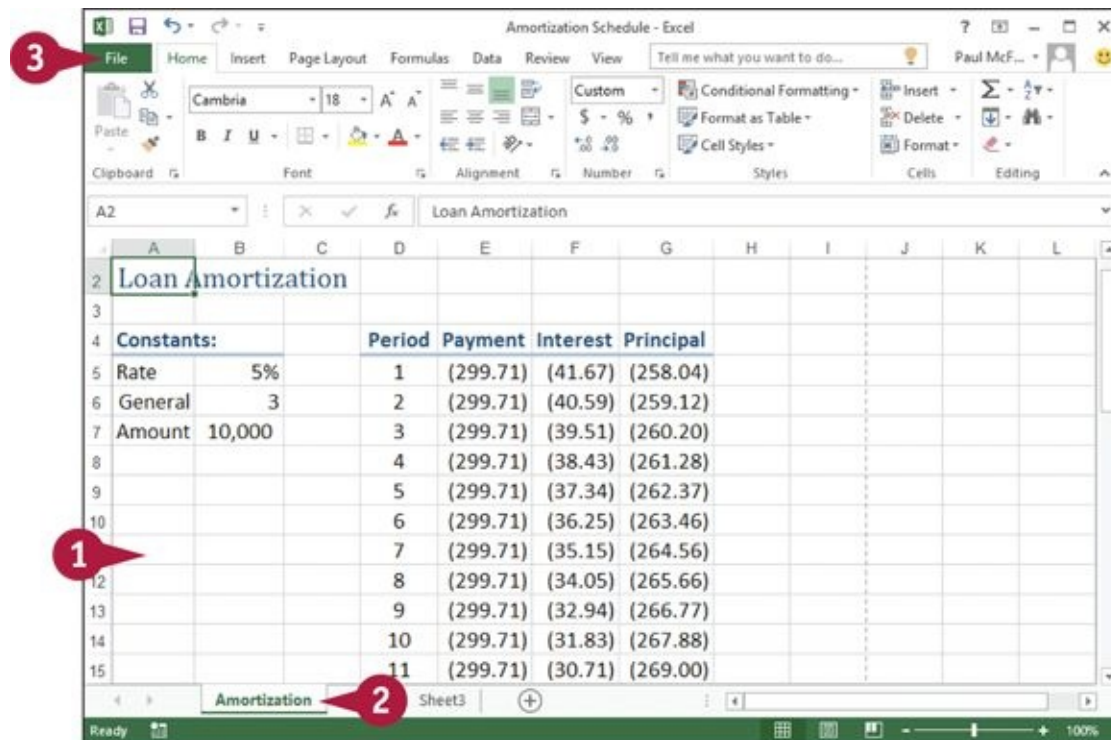 Amortization Schedule - Excel
?
3
File Home Insert Page Layout Formulas Data Review View Tell me what you want to do... Paul McF...
Paste
Cambria 18 A A
B I U A
Custom
$ % ,
Conditional Formatting
Format as Table
Cell Styles
Insert
Delete
Format
Σ
Clipboard Font Alignment Number Styles Cells Editing
A2 fx Loan Amortization
A B C D E F G H I J K L
2 Loan Amortization
3
4 Constants: Period Payment Interest Principal
5 Rate 5% 1 (299.71) (41.67) (258.04)
6 General 3 2 (299.71) (40.59) (259.12)
7 Amount 10,000 3 (299.71) (39.51) (260.20)
8 4 (299.71) (38.43) (261.28)
9 5 (299.71) (37.34) (262.37)
10 6 (299.71) (36.25) (263.46)
1 7 (299.71) (35.15) (264.56)
12 8 (299.71) (34.05) (265.66)
13 9 (299.71) (32.94) (266.77)
14 10 (299.71) (31.83) (267.88)
15 11 (299.71) (30.71) (269.00)
Amortization 2 Sheet3
Ready 100%